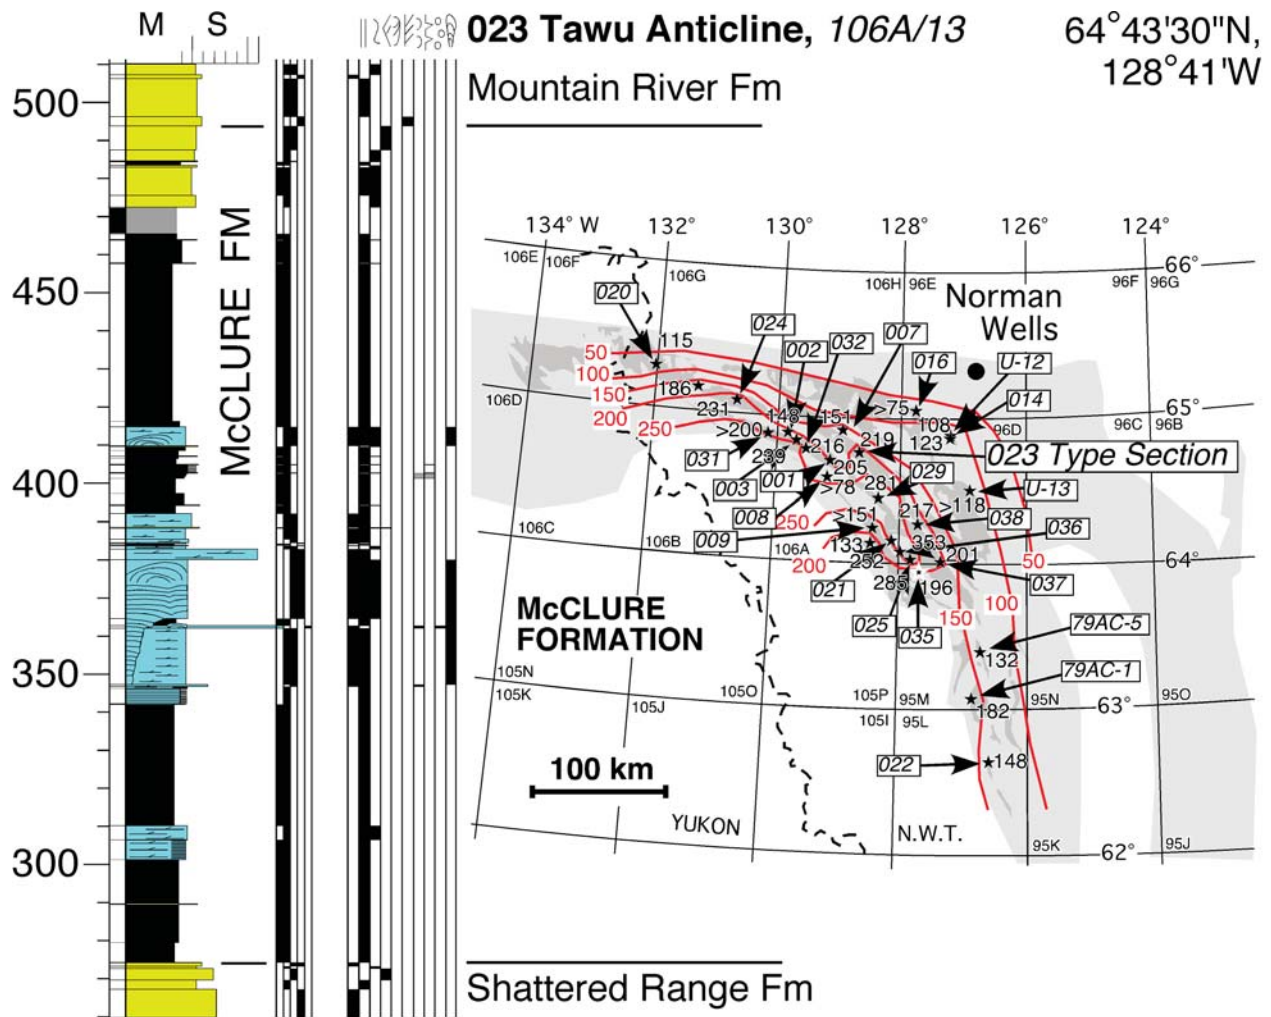 M S
023 Tawu Anticline, 106A/13
64°43'30"N,
128°41'W
Mountain River Fm
500
McCLURE FM
450
400
350
300
134° W 132° 130° 128° 126° 124°
106E 106F 106G 106H 96E 96F 96G
66°
Norman
Wells
020 024 002 032 007 016 U-12 014
115
50
100
150
200
250
186
231
148
151
>75
108
123
65°
106D
96D
96C 96B
>200
216
219
023 Type Section
031
239
205
003
001
>78
281
029
008
U-13
250
>151
217
>118
038
036
009
133
353
201
106C
106B
106A
200
252
64°
50
037
021
285
196
100
150
025
035
McCLURE
FORMATION
79AC-5
132
79AC-1
182
105N
105K
105O
105J
105P 95M
105I 95L
95N
63°
95O
022
148
100 km
YUKON
N.W.T.
95K
62°
95J
Shattered Range Fm